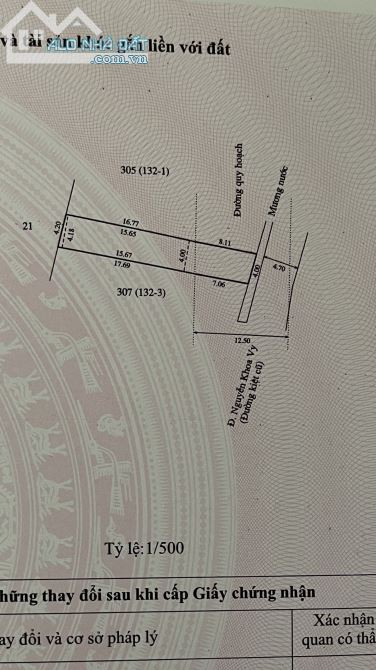 và tài sản khác gắn liền với đất
ALO NHÀ ĐẤT
.com.vn
305 (132-1)
Đường quy hoạch
Mương nước
21
4.20
4.18
16.77
15.65
8.11
15.67
17.69
4.00
7.06
4.00
4.70
307 (132-3)
12.50
Đ. Nguyễn Khoa Vy
(Đường kiệt cũ)
Tỷ lệ:1/500
hững thay đổi sau khi cấp Giấy chứng nhận
ay đổi và cơ sở pháp lý
Xác nhận
quan có thẩ